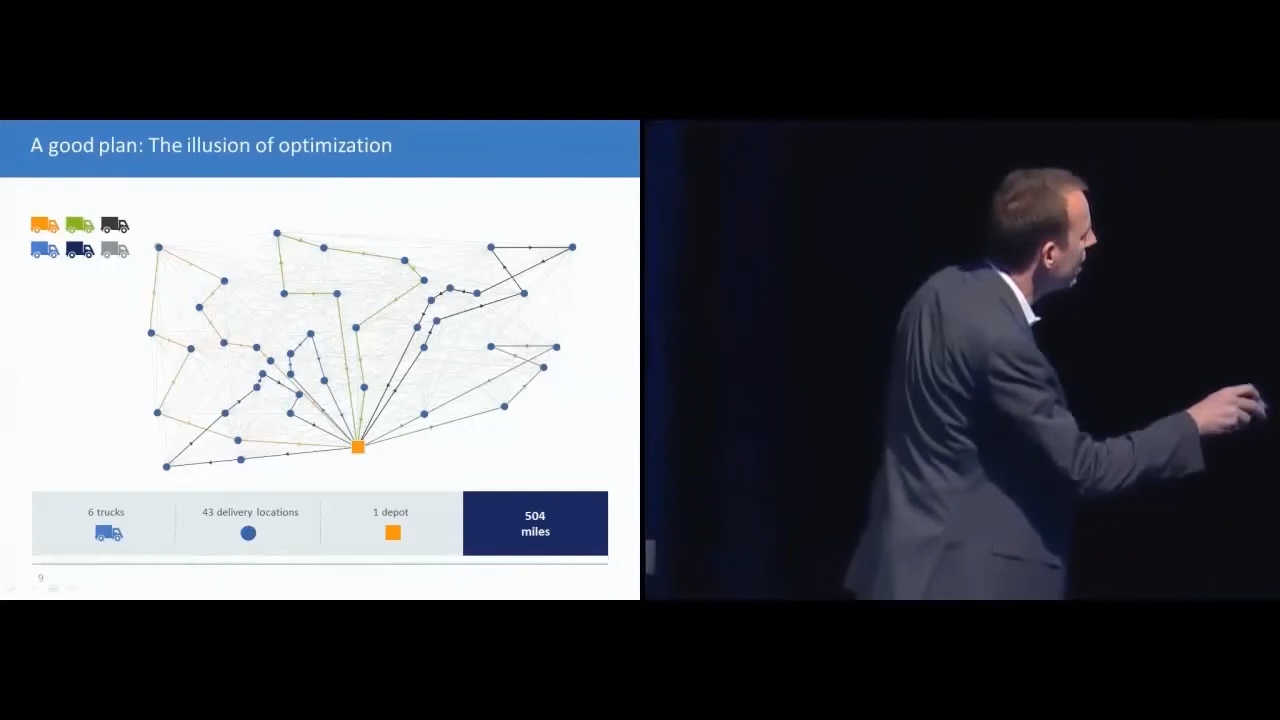 A good plan: The illusion of optimization
6 trucks
43 delivery locations
1 depot
504
miles
9